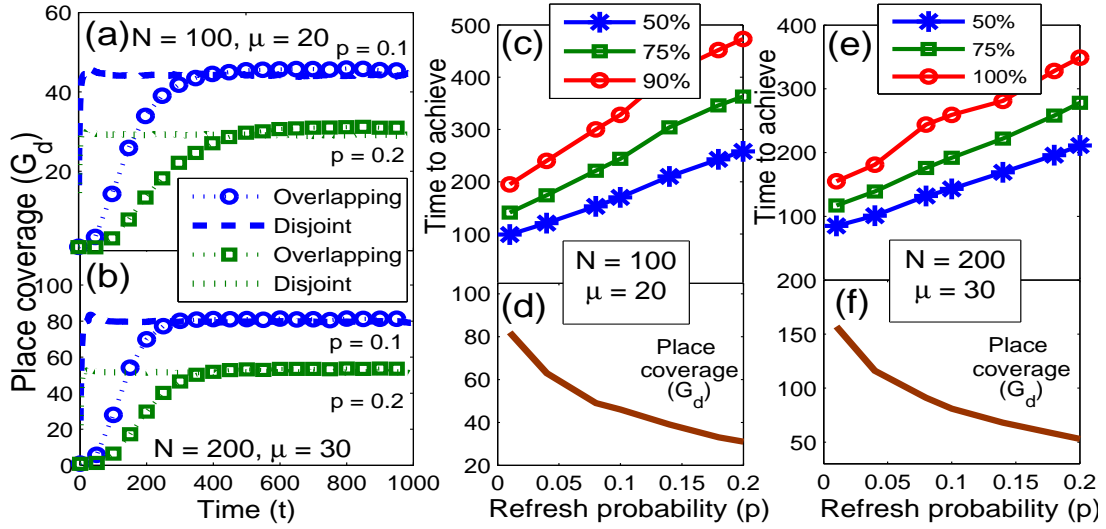 (a)
N = 100, μ = 20
p = 0.1
p = 0.2
60
40
20
0
Overlapping
Disjoint
Overlapping
Disjoint
Place coverage (G_d)
(b)
p = 0.1
p = 0.2
N = 200, μ = 30
100
80
60
40
20
0
0 200 400 600 800 1000
Time (t)
(c)
50%
75%
90%
500
400
300
200
100
Time to achieve
N = 100
μ = 20
(d)
Place
coverage
(G_d)
100
80
60
40
20
0 0.05 0.1 0.15 0.2
Refresh probability (p)
(e)
50%
75%
100%
400
300
200
100
Time to achieve
N = 200
μ = 30
(f)
Place
coverage
(G_d)
200
150
100
50
0 0.05 0.1 0.15 0.2
Refresh probability (p)